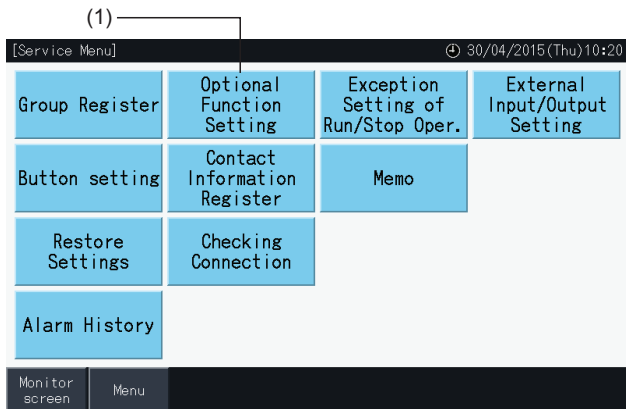 (1)
[Service Menu] 30/04/2015(Thu)10:20
Group Register
Optional
Function
Setting
Exception
Setting of
Run/Stop Oper.
External
Input/Output
Setting
Button setting
Contact
Information
Register
Memo
Restore
Settings
Checking
Connection
Alarm History
Monitor
screen
Menu